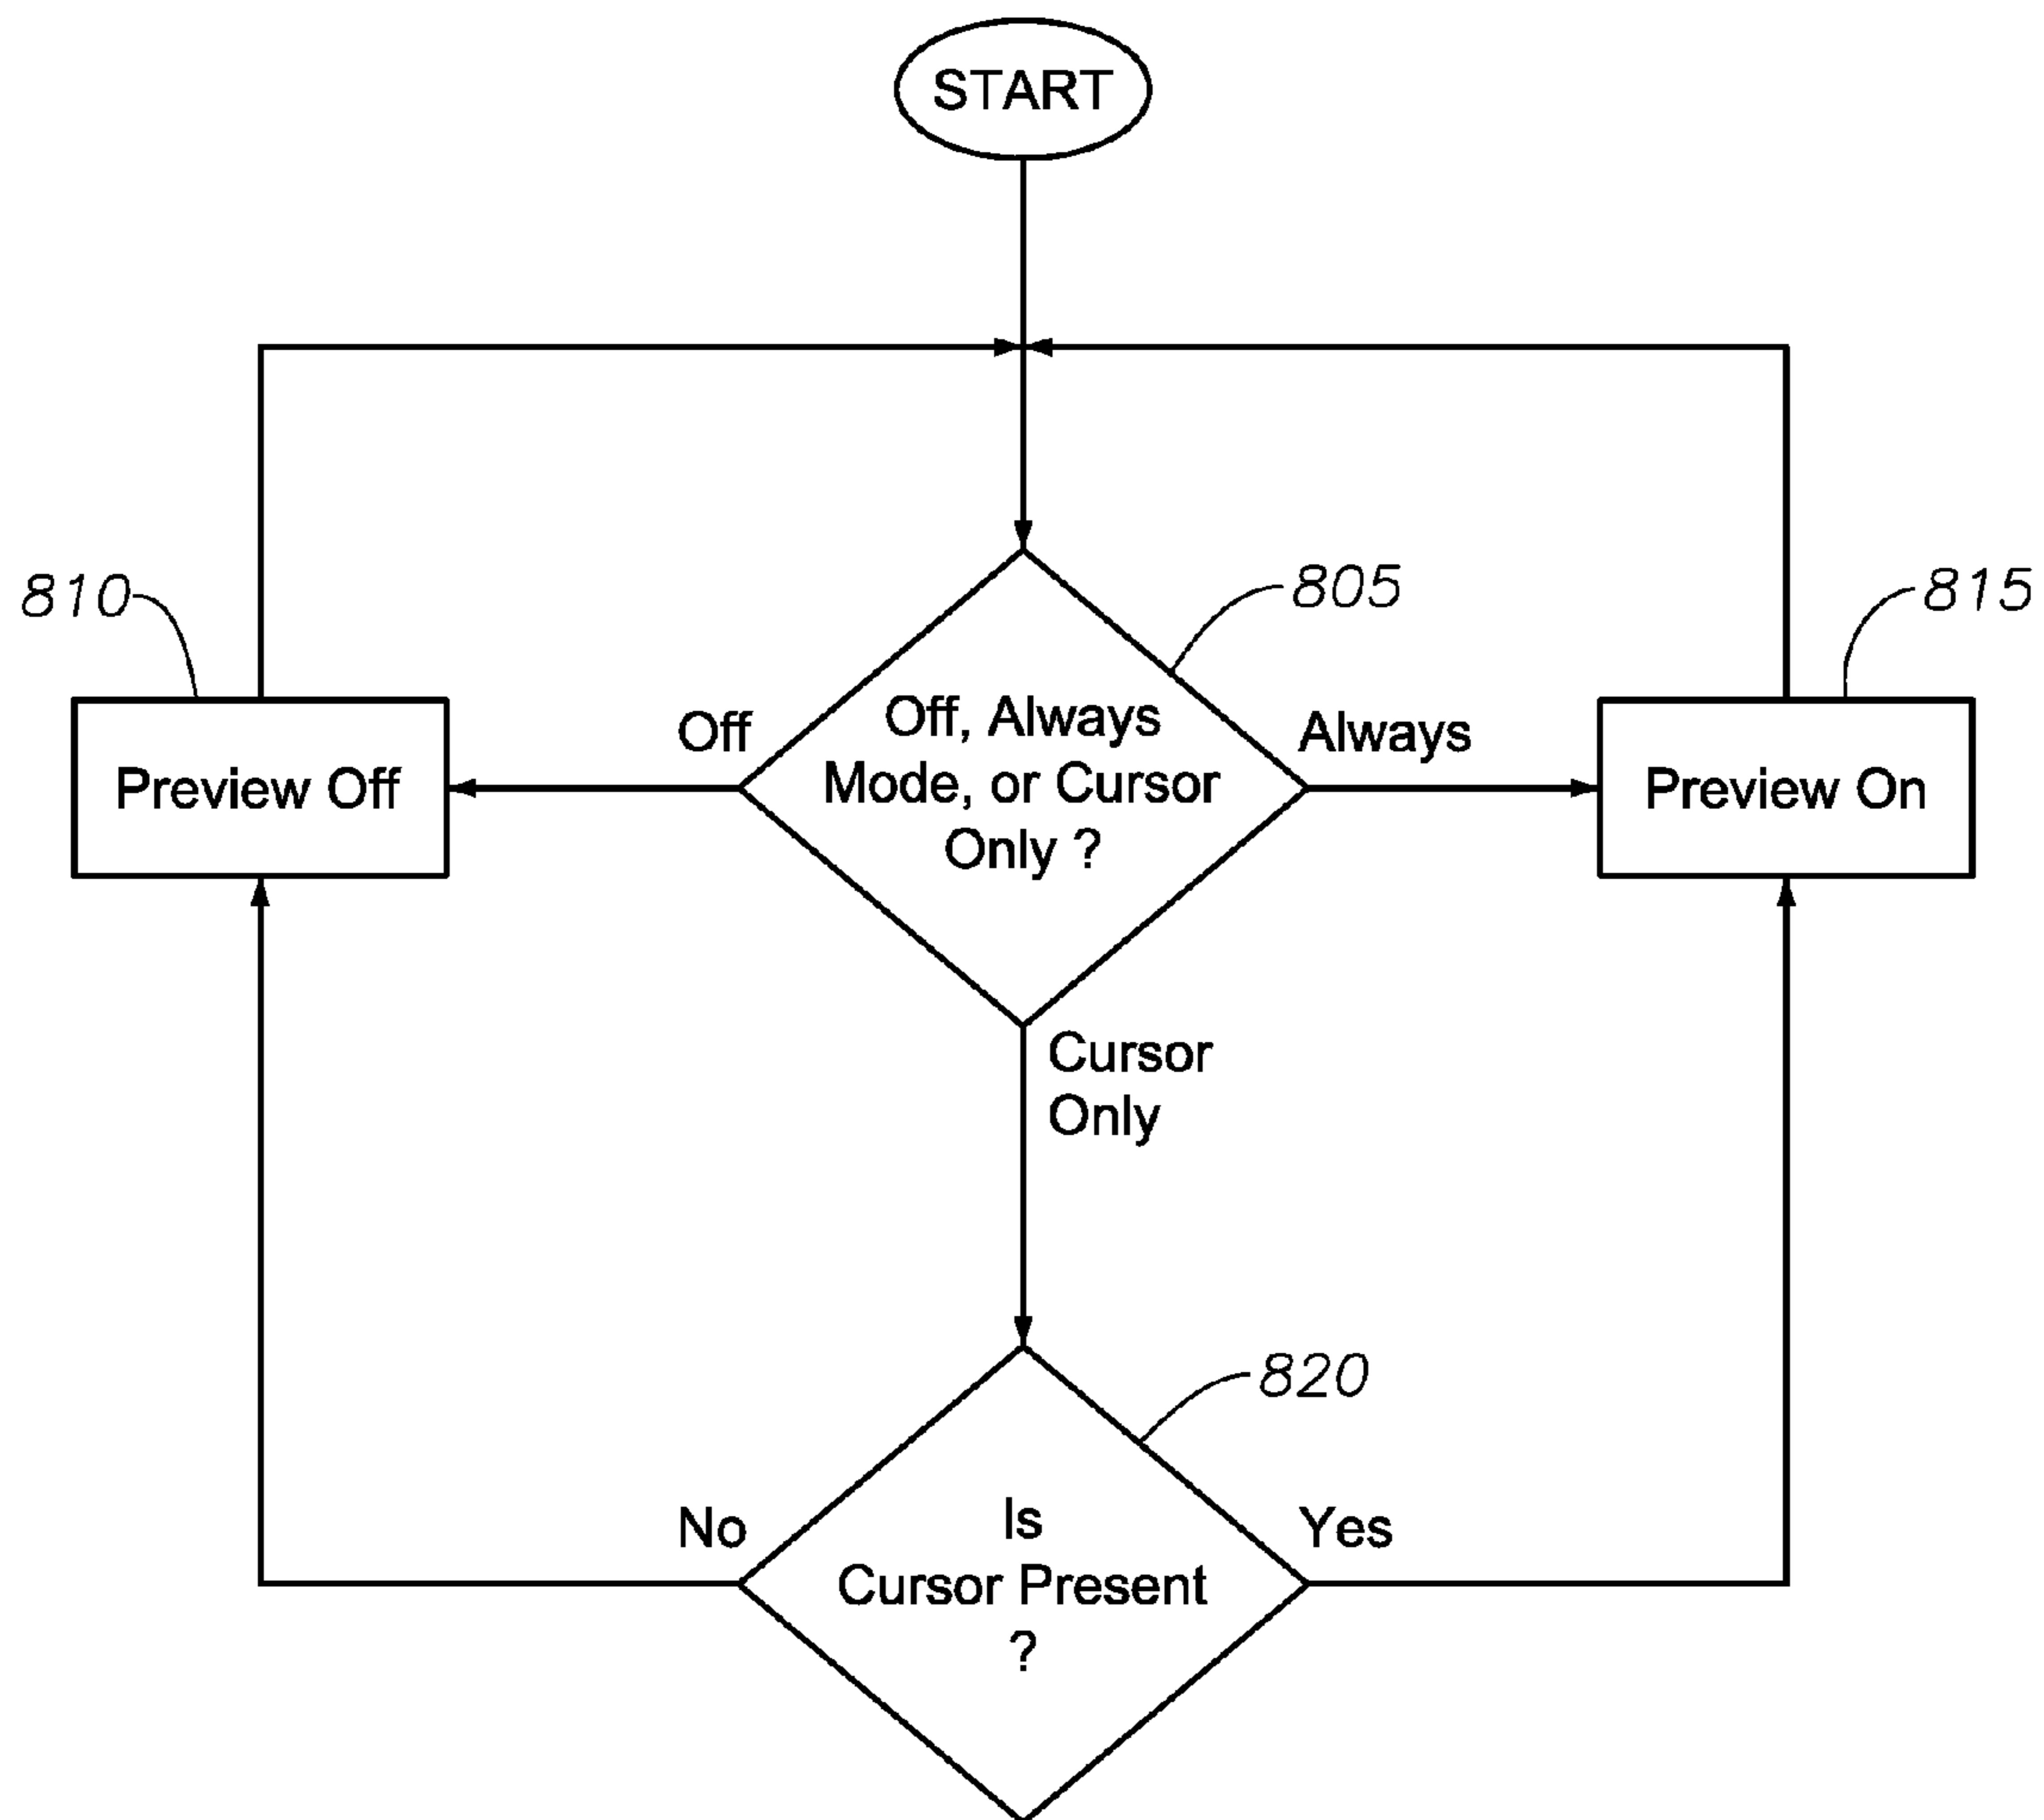 START
810
805
815
Off
Off, Always
Mode, or Cursor
Only ?
Always
Preview Off
Preview On
Cursor
Only
820
No
Is
Cursor Present
?
Yes